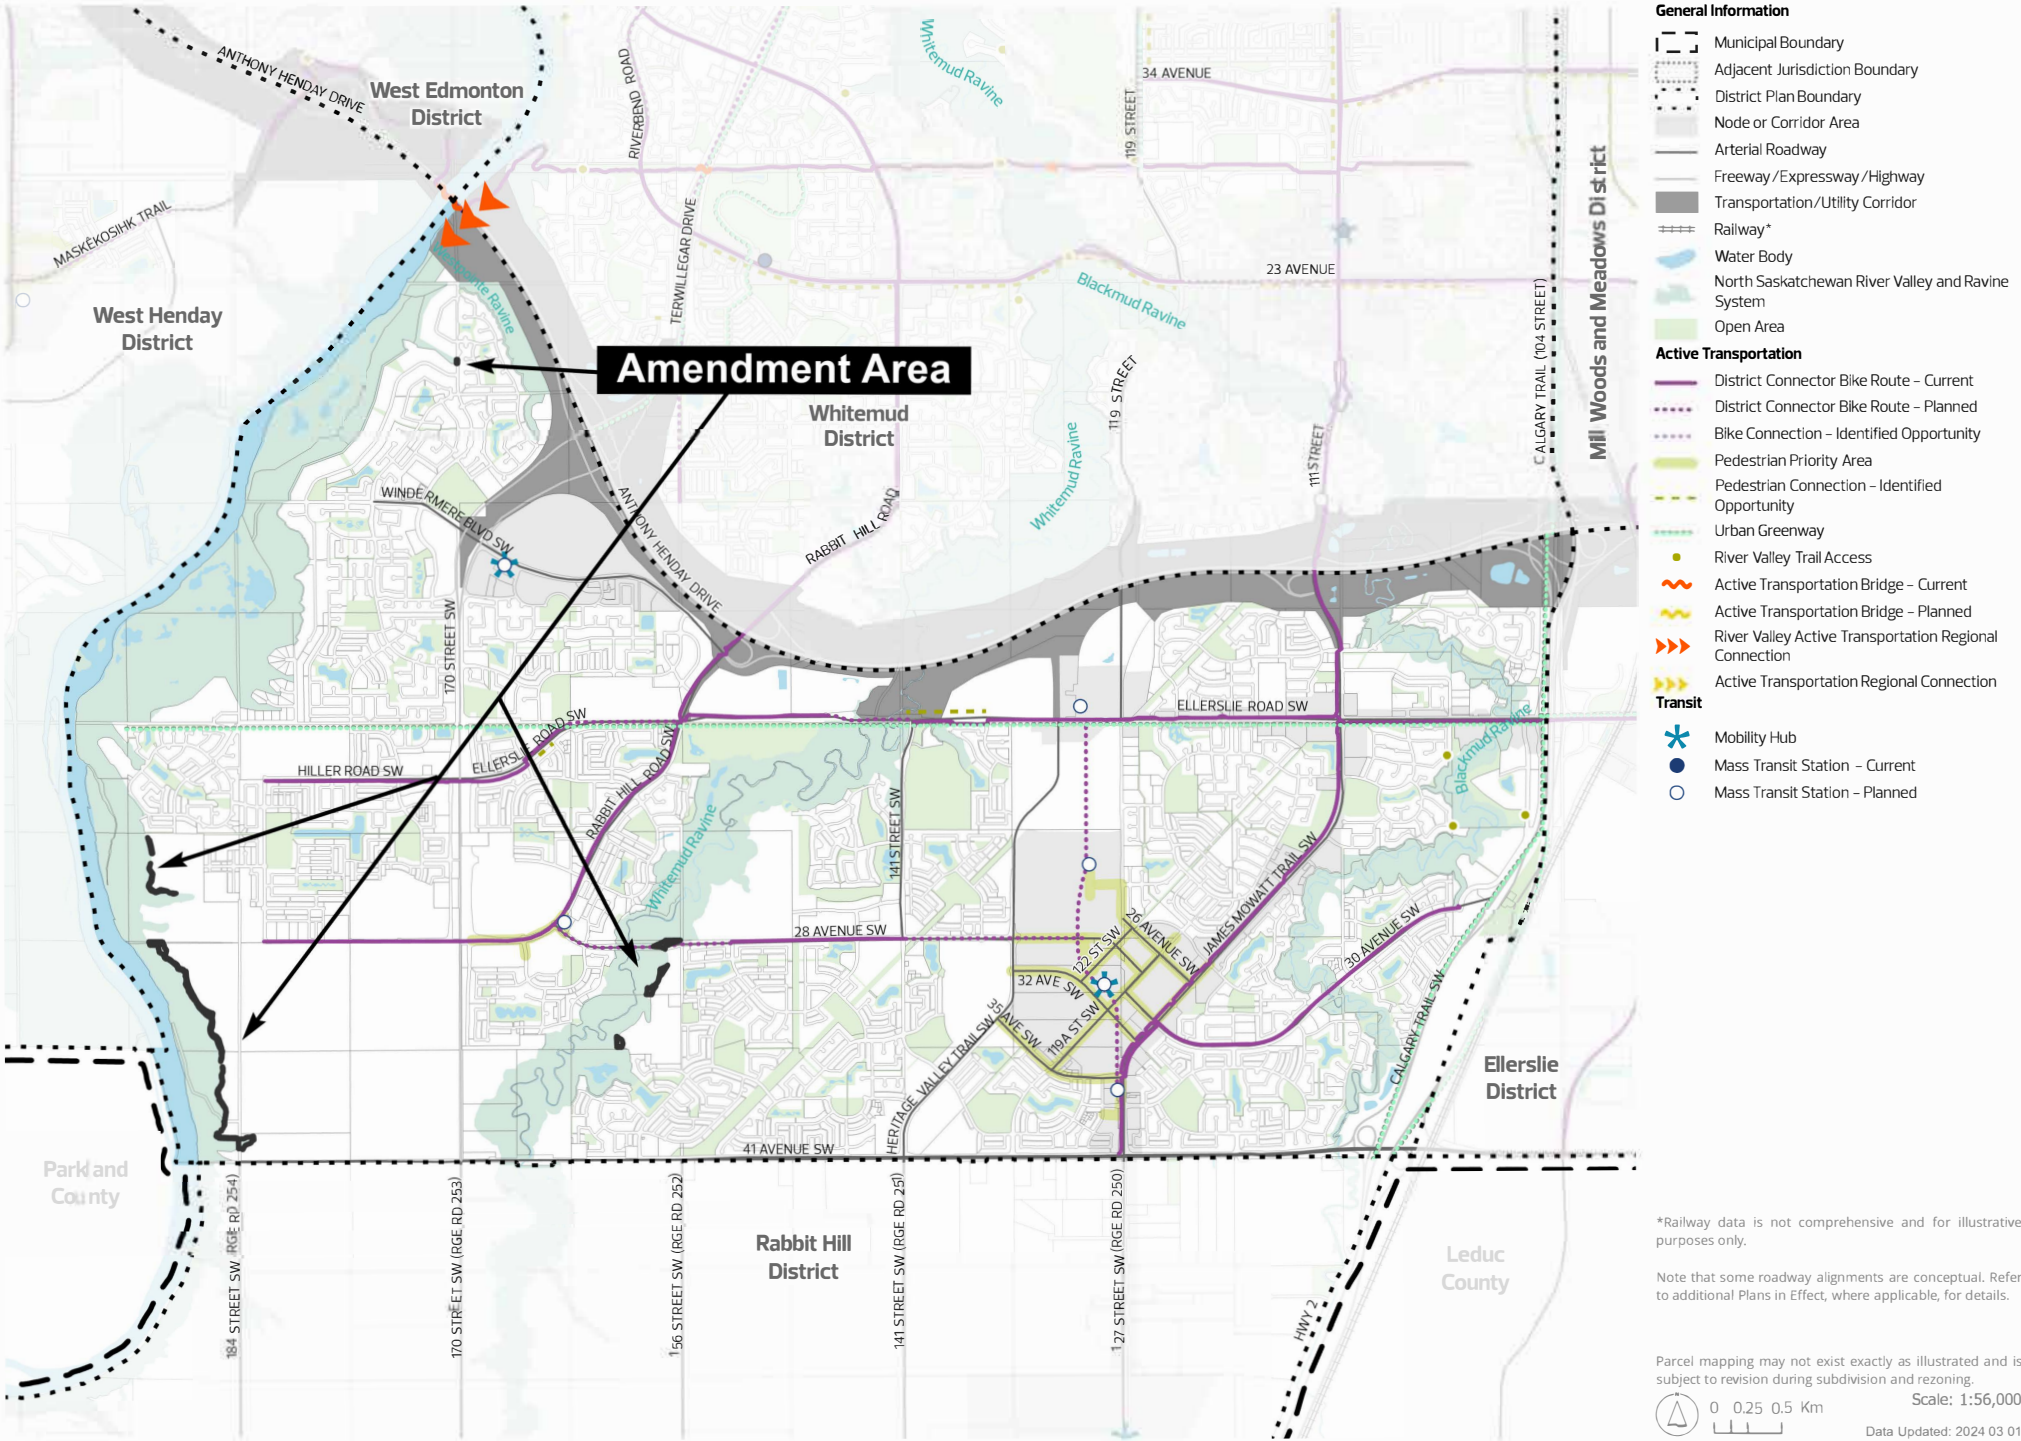 ANTHONY HENDAY DRIVE
West Edmonton
District
RIVERBEND ROAD
Whitemud Ravine
34 AVENUE
119 STREET
MASKÊKOSIHK TRAIL
West Henday
District
TERWILLEGAR DRIVE
23 AVENUE
Blackmud Ravine
CALGARY TRAIL (104 STREET)
Mill Woods and Meadows District
Ravine
Amendment Area
Whitemud
District
119 STREET
Whitemud Ravine
111 STREET
WINDERMERE BLVD SW
ANTHONY HENDAY DRIVE
RABBIT HILL ROAD
170 STREET SW
ELLERSLIE ROAD SW
HILLER ROAD SW
ELLERSLIE ROAD SW
RABBIT HILL ROAD SW
Whitemud Ravine
141 STREET SW
Blackmud Ravine
28 AVENUE SW
26 AVENUE SW
122 ST SW
JAMES MOWATT TRAIL SW
30 AVENUE SW
32 AVE SW
35 AVE SW
119A ST SW
CALGARY TRAIL SW
HERITAGE VALLEY TRAIL SW
Ellerslie
District
41 AVENUE SW
Parkland
County
184 STREET SW (RGE RD 254)
170 STREET SW (RGE RD 253)
156 STREET SW (RGE RD 252)
Rabbit Hill
District
141 STREET SW (RGE RD 251)
127 STREET SW (RGE RD 250)
HWY 2
Leduc
County
General Information
Municipal Boundary
Adjacent Jurisdiction Boundary
District Plan Boundary
Node or Corridor Area
Arterial Roadway
Freeway/Expressway/Highway
Transportation/Utility Corridor
Railway*
Water Body
North Saskatchewan River Valley and Ravine
System
Open Area
Active Transportation
District Connector Bike Route – Current
District Connector Bike Route – Planned
Bike Connection – Identified Opportunity
Pedestrian Priority Area
Pedestrian Connection – Identified
Opportunity
Urban Greenway
River Valley Trail Access
Active Transportation Bridge – Current
Active Transportation Bridge – Planned
River Valley Active Transportation Regional
Connection
Active Transportation Regional Connection
Transit
Mobility Hub
Mass Transit Station – Current
Mass Transit Station – Planned
*Railway data is not comprehensive and for illustrative
purposes only.
Note that some roadway alignments are conceptual. Refer
to additional Plans in Effect, where applicable, for details.
Parcel mapping may not exist exactly as illustrated and is
subject to revision during subdivision and rezoning.
Scale: 1:56,000
0 0.25 0.5 Km
Data Updated: 2024 03 01